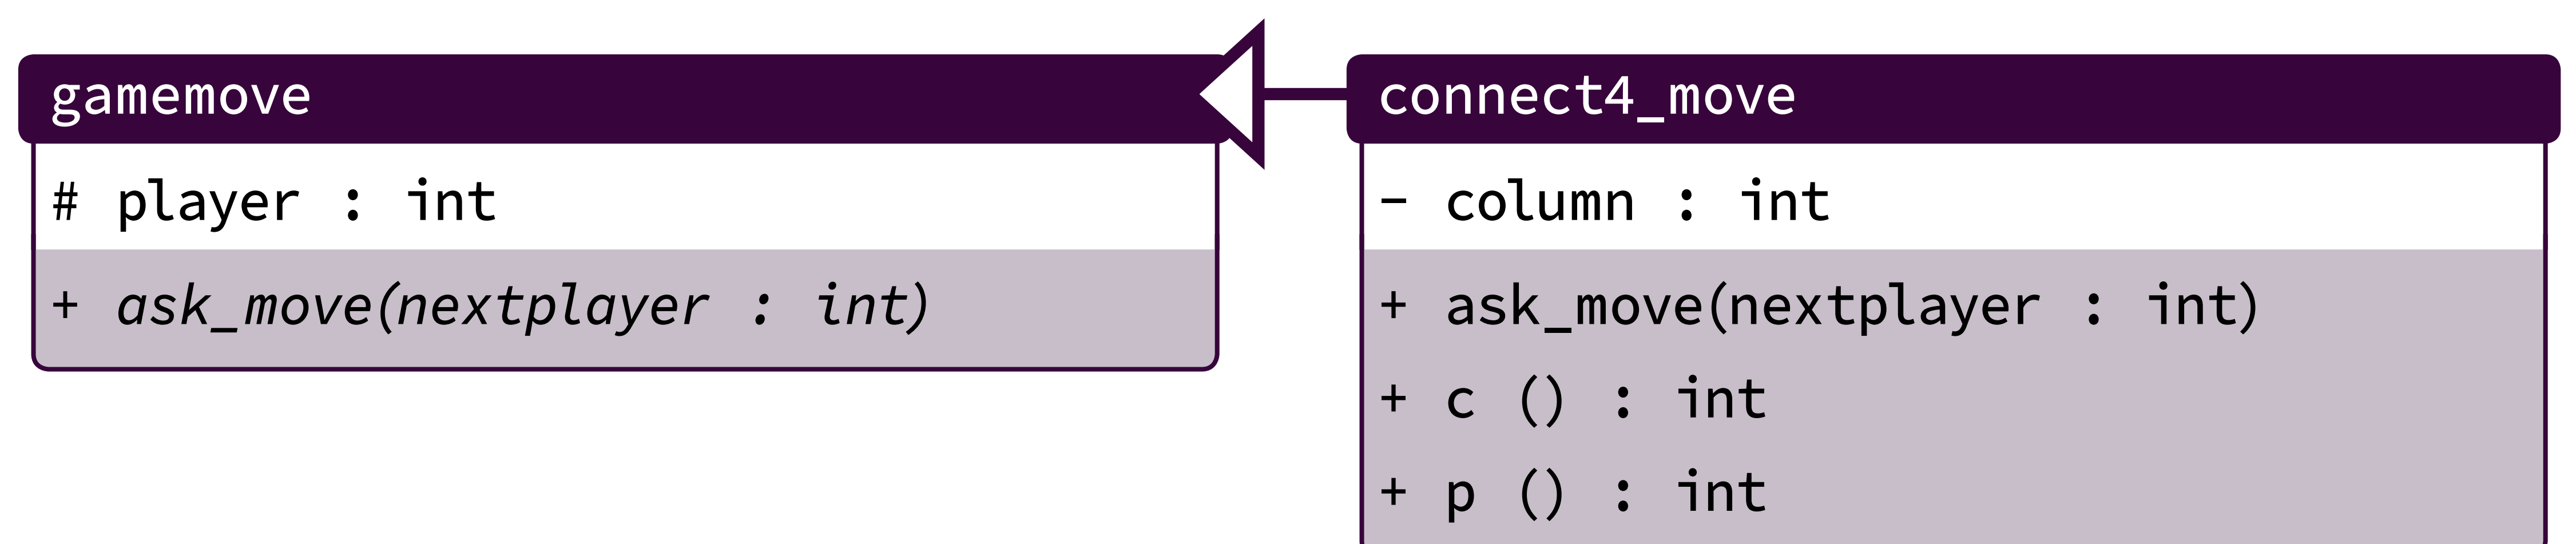 gamemove
# player : int
+ ask_move(nextplayer : int)
connect4_move
- column : int
+ ask_move(nextplayer : int)
+ c () : int
+ p () : int